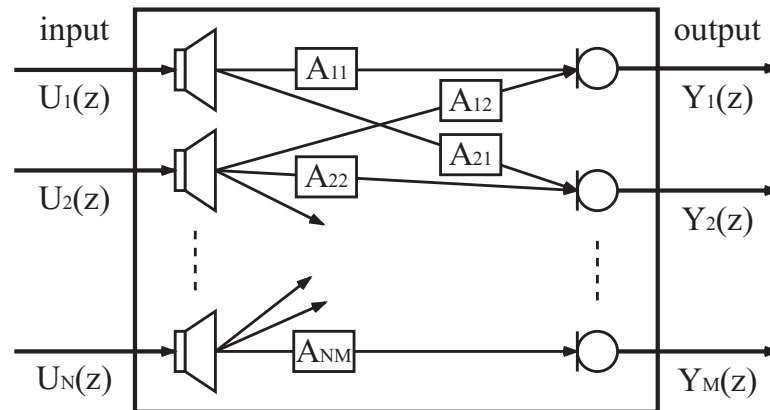 input
output
A11
U1(z)
Y1(z)
A12
A21
U2(z)
A22
Y2(z)
UN(z)
ANM
YM(z)